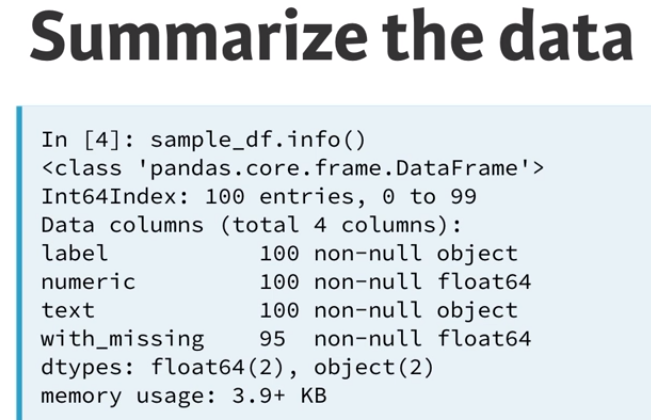 Summarize the data
In [4]: sample_df.info()
<class 'pandas.core.frame.DataFrame'>
Int64Index: 100 entries, 0 to 99
Data columns (total 4 columns):
label           100 non-null object
numeric         100 non-null float64
text            100 non-null object
with_missing    95  non-null float64
dtypes: float64(2), object(2)
memory usage: 3.9+ KB